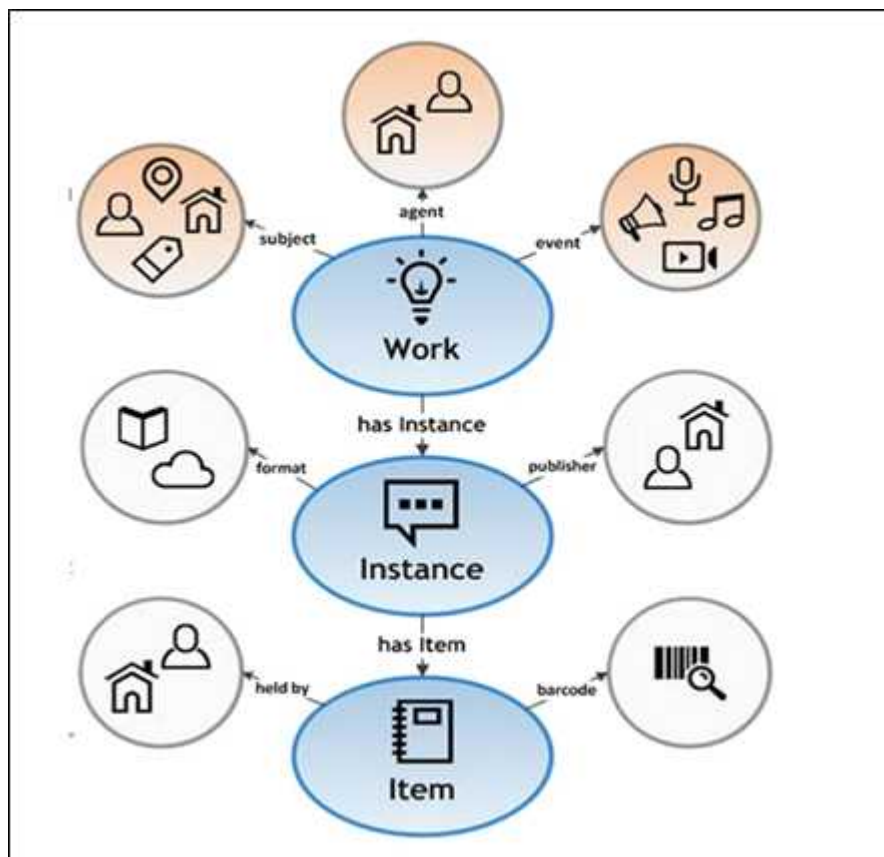 agent
subject
event
Work
has Instance
format
publisher
Instance
has Item
held by
barcode
Item